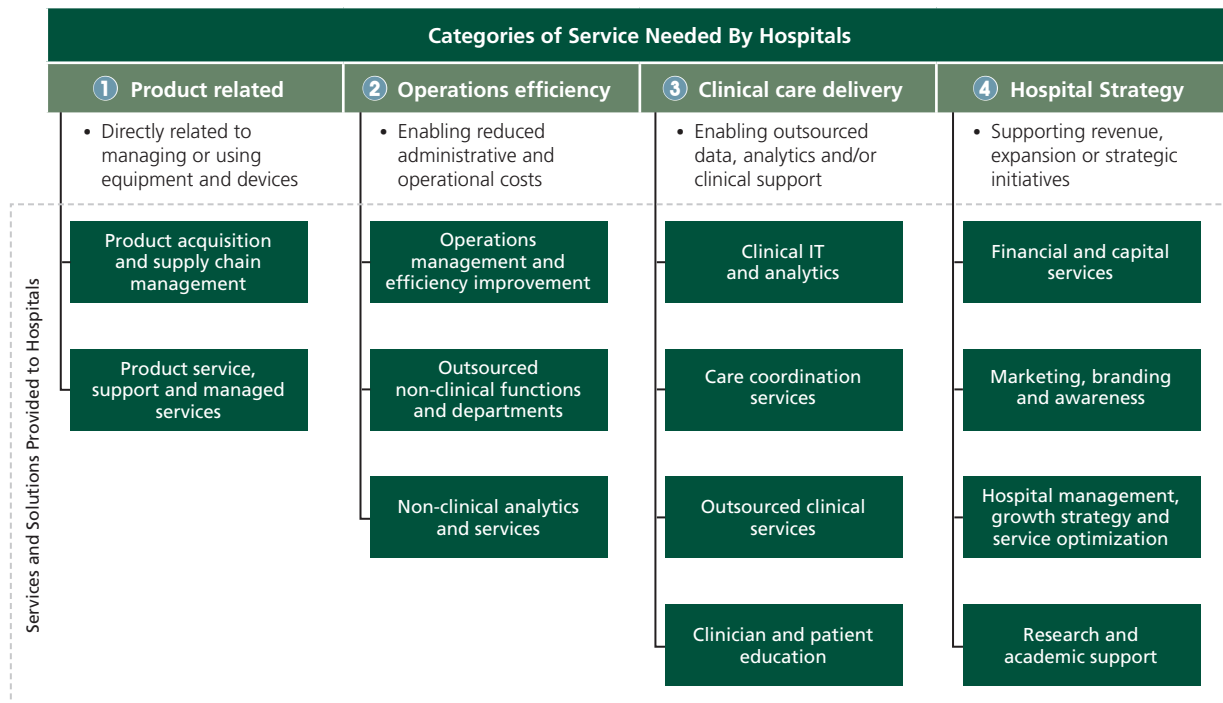 Categories of Service Needed By Hospitals
1 Product related
2 Operations efficiency
3 Clinical care delivery
4 Hospital Strategy
• Directly related to
managing or using
equipment and devices
• Enabling reduced
administrative and
operational costs
• Enabling outsourced
data, analytics and/or
clinical support
• Supporting revenue,
expansion or strategic
initiatives
Services and Solutions Provided to Hospitals
Product acquisition
and supply chain
management
Product service,
support and managed
services
Operations
management and
efficiency improvement
Outsourced
non-clinical functions
and departments
Non-clinical analytics
and services
Clinical IT
and analytics
Care coordination
services
Outsourced clinical
services
Clinician and patient
education
Financial and capital
services
Marketing, branding
and awareness
Hospital management,
growth strategy and
service optimization
Research and
academic support